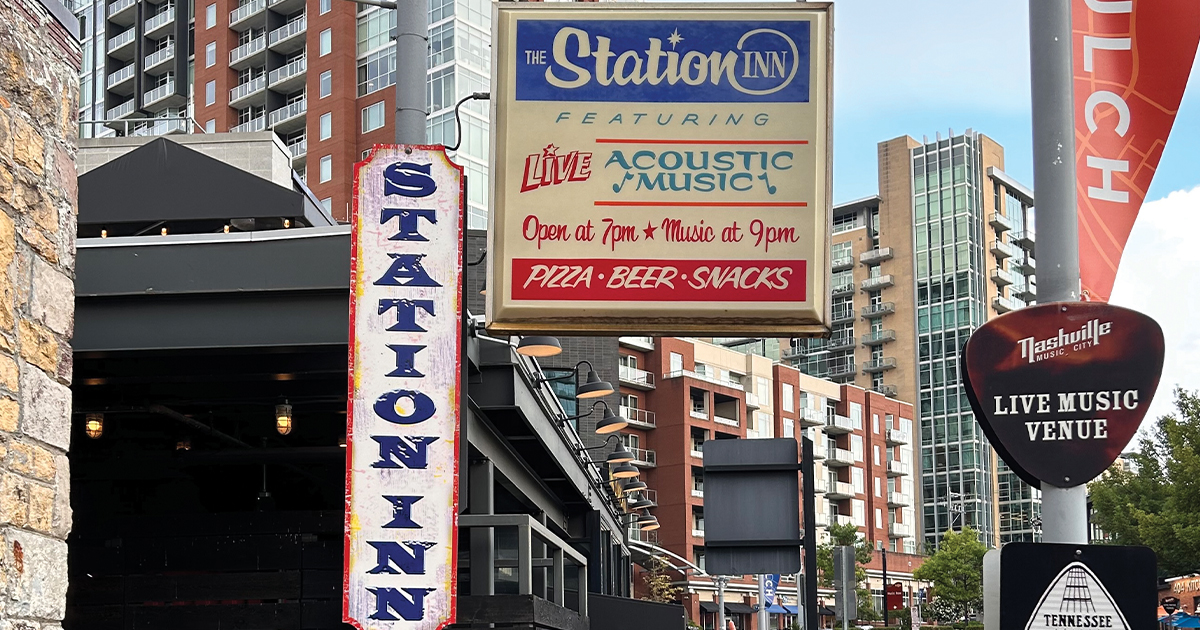 THE Station INN
FEATURING
LIVE ACOUSTIC
MUSIC
Open at 7pm ★ Music at 9pm
PIZZA • BEER • SNACKS
STATION INN
ULCH
Nashville
MUSIC CITY
LIVE MUSIC
VENUE
TENNESSEE